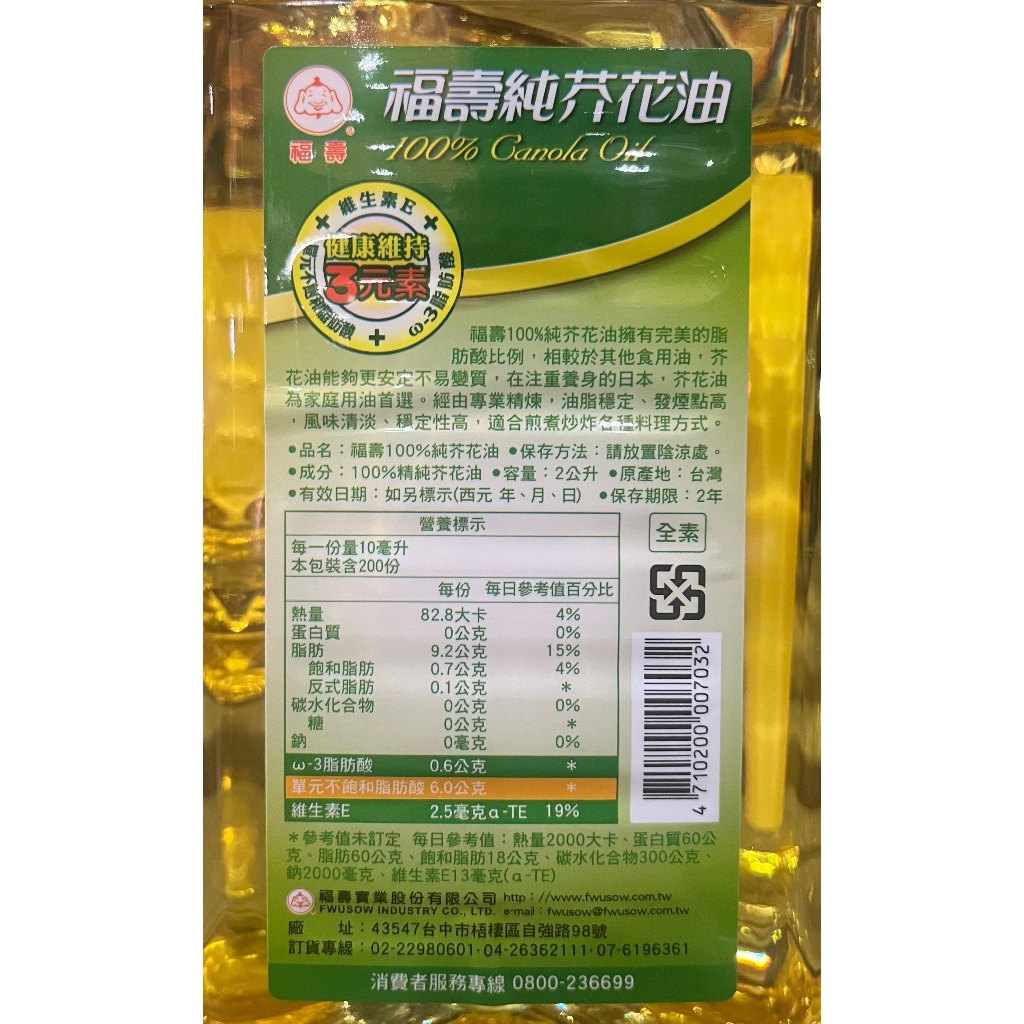 福壽純芥花油
100% Canola Oil
福壽®
維生素E
健康維持
3元素
單元不飽和脂肪酸
ω-3脂肪酸
福壽100%純芥花油擁有完美的脂
肪酸比例，相較於其他食用油，芥
花油能夠更安定不易變質，在注重養身的日本，芥花油
為家庭用油首選。經由專業精煉，油脂穩定、發煙點高
，風味清淡、穩定性高，適合煎煮炒炸各種料理方式。
•品名：福壽100%純芥花油 •保存方法：請放置陰涼處。
•成分：100%精純芥花油 •容量：2公升 •原產地：台灣
•有效日期：如另標示(西元 年、月、日) •保存期限：2年
營養標示
每一份量10毫升
本包裝含200份
每份 每日參考值百分比
熱量 82.8大卡 4%
蛋白質 0公克 0%
脂肪 9.2公克 15%
飽和脂肪 0.7公克 4%
反式脂肪 0.1公克 *
碳水化合物 0公克 0%
糖 0公克 *
鈉 0毫克 0%
ω-3脂肪酸 0.6公克 *
單元不飽和脂肪酸 6.0公克 *
維生素E 2.5毫克α-TE 19%
全素
4 710200 007032
*參考值未訂定 每日參考值：熱量2000大卡、蛋白質60公
克、脂肪60公克、飽和脂肪18公克、碳水化合物300公克、
鈉2000毫克、維生素E13毫克(α-TE)
福壽實業股份有限公司 http://www.fwusow.com.tw
FWUSOW INDUSTRY CO., LTD. e-mail：fwusow@fwusow.com.tw
廠 址：43547台中市梧棲區自強路98號
訂貨專線：02-22980601·04-26362111·07-6196361
消費者服務專線 0800-236699